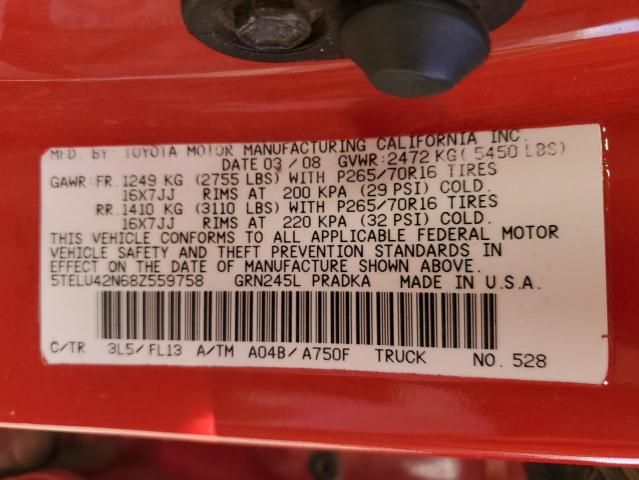 MFD. BY: TOYOTA MOTOR MANUFACTURING CALIFORNIA INC.
DATE 03 / 08 GVWR: 2472 KG( 5450 LBS)
GAWR: FR. 1249 KG (2755 LBS) WITH P265/70R16 TIRES
16X7JJ RIMS AT 200 KPA (29 PSI) COLD.
RR. 1410 KG (3110 LBS) WITH P265/70R16 TIRES
16X7JJ RIMS AT 220 KPA (32 PSI) COLD.
THIS VEHICLE CONFORMS TO ALL APPLICABLE FEDERAL MOTOR
VEHICLE SAFETY AND THEFT PREVENTION STANDARDS IN
EFFECT ON THE DATE OF MANUFACTURE SHOWN ABOVE.
5TELU42N68Z559758 GRN245L PRADKA MADE IN U.S.A.
C/TR 3L5/FL13 A/TM A04B/A750F TRUCK NO. 528